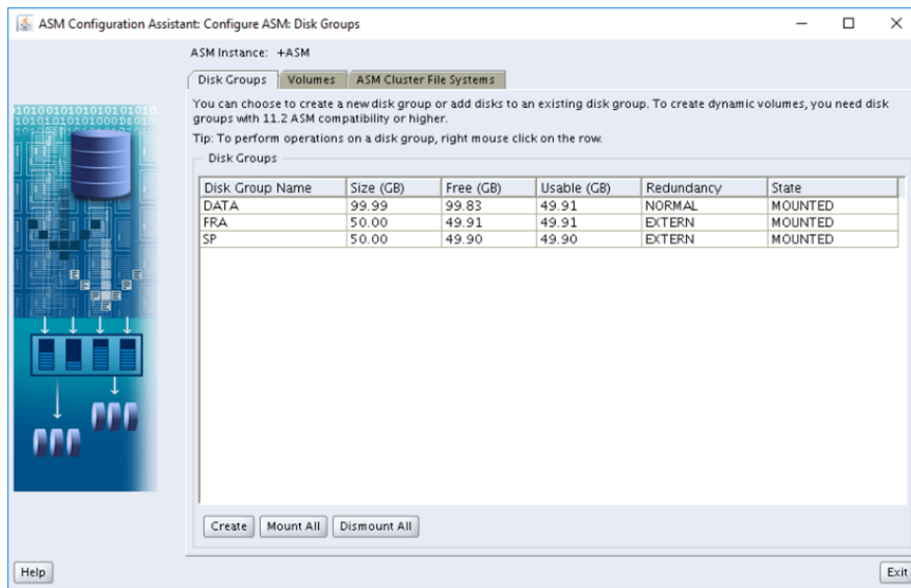 ASM Configuration Assistant: Configure ASM: Disk Groups
ASM Instance: +ASM
Disk Groups Volumes ASM Cluster File Systems
You can choose to create a new disk group or add disks to an existing disk group. To create dynamic volumes, you need disk
groups with 11.2 ASM compatibility or higher.
Tip: To perform operations on a disk group, right mouse click on the row.
Disk Groups
Disk Group Name Size (GB) Free (GB) Usable (GB) Redundancy State
DATA 99.99 99.83 49.91 NORMAL MOUNTED
FRA 50.00 49.91 49.91 EXTERN MOUNTED
SP 50.00 49.90 49.90 EXTERN MOUNTED
Create Mount All Dismount All
Help Exit